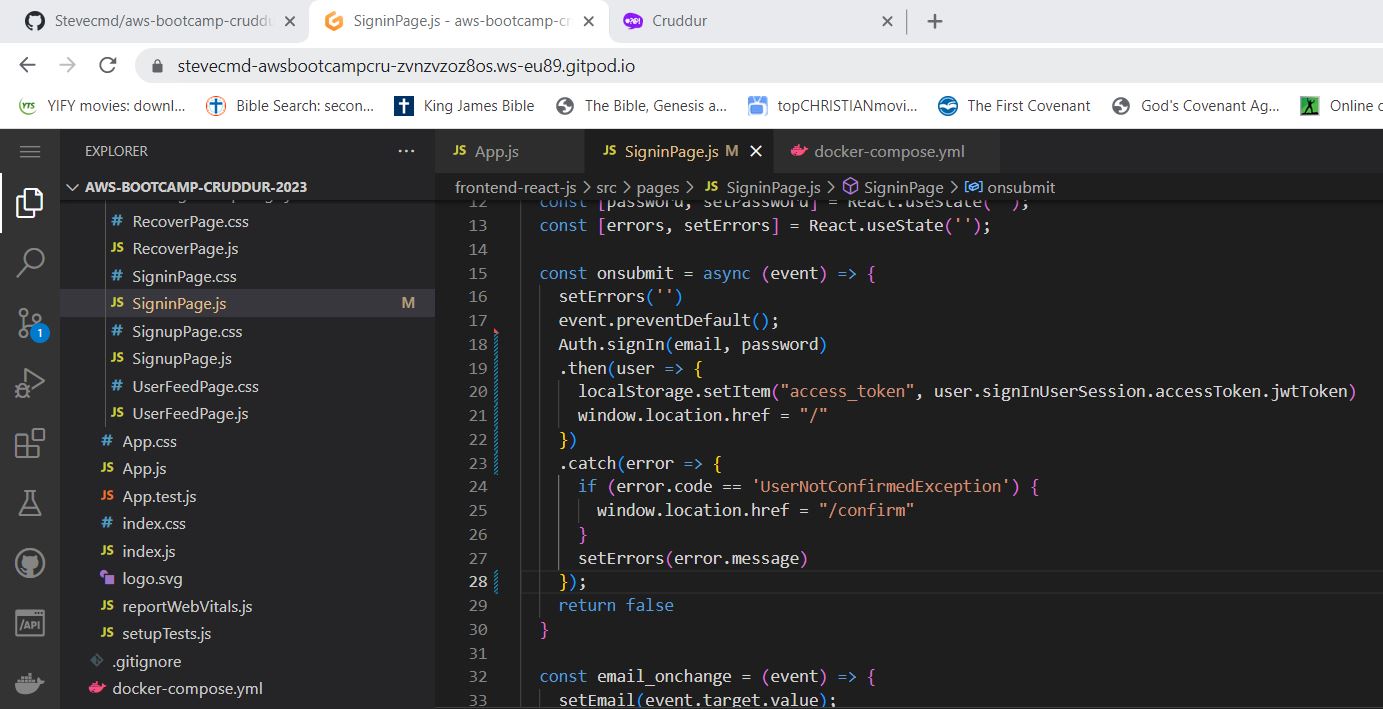 Stevecmd/aws-bootcamp-cruddu
SigninPage.js - aws-bootcamp-cr
Cruddur
stevecmd-awsbootcampcru-zvnzvzoz8os.ws-eu89.gitpod.io
YTS YIFY movies: downl...
Bible Search: secon...
King James Bible
The Bible, Genesis a...
topCHRISTIANmovi...
The First Covenant
God's Covenant Ag...
Online c
EXPLORER ...
AWS-BOOTCAMP-CRUDDUR-2023
# RecoverPage.css
JS RecoverPage.js
# SigninPage.css
JS SigninPage.js M
# SignupPage.css
JS SignupPage.js
# UserFeedPage.css
JS UserFeedPage.js
# App.css
JS App.js
JS App.test.js
# index.css
JS index.js
logo.svg
JS reportWebVitals.js
JS setupTests.js
.gitignore
docker-compose.yml
1
/API
JS App.js
JS SigninPage.js M
docker-compose.yml
frontend-react-js > src > pages > JS SigninPage.js > SigninPage > onsubmit
12 const [password, setPassword] = React.useState('');
13 const [errors, setErrors] = React.useState('');
14
15 const onsubmit = async (event) => {
16 setErrors('')
17 event.preventDefault();
18 Auth.signIn(email, password)
19 .then(user => {
20 localStorage.setItem("access_token", user.signInUserSession.accessToken.jwtToken)
21 window.location.href = "/"
22 })
23 .catch(error => {
24 if (error.code == 'UserNotConfirmedException') {
25 window.location.href = "/confirm"
26 }
27 setErrors(error.message)
28 });
29 return false
30 }
31
32 const email_onchange = (event) => {
33 setEmail(event.target.value);